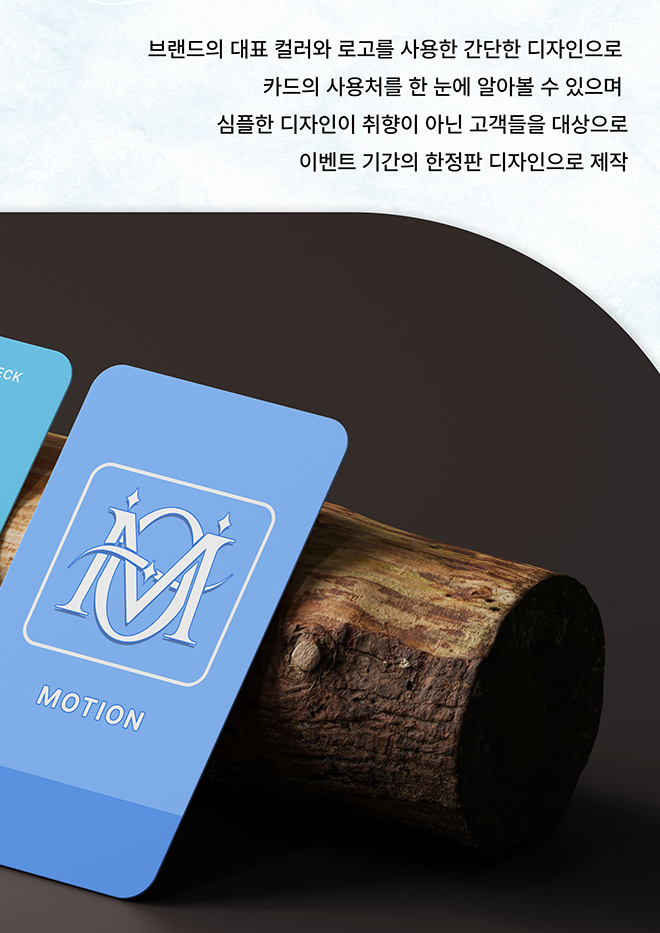 브랜드의 대표 컬러와 로고를 사용한 간단한 디자인으로
카드의 사용처를 한 눈에 알아볼 수 있으며
심플한 디자인이 취향이 아닌 고객들을 대상으로
이벤트 기간의 한정판 디자인으로 제작
ECK
MOTION